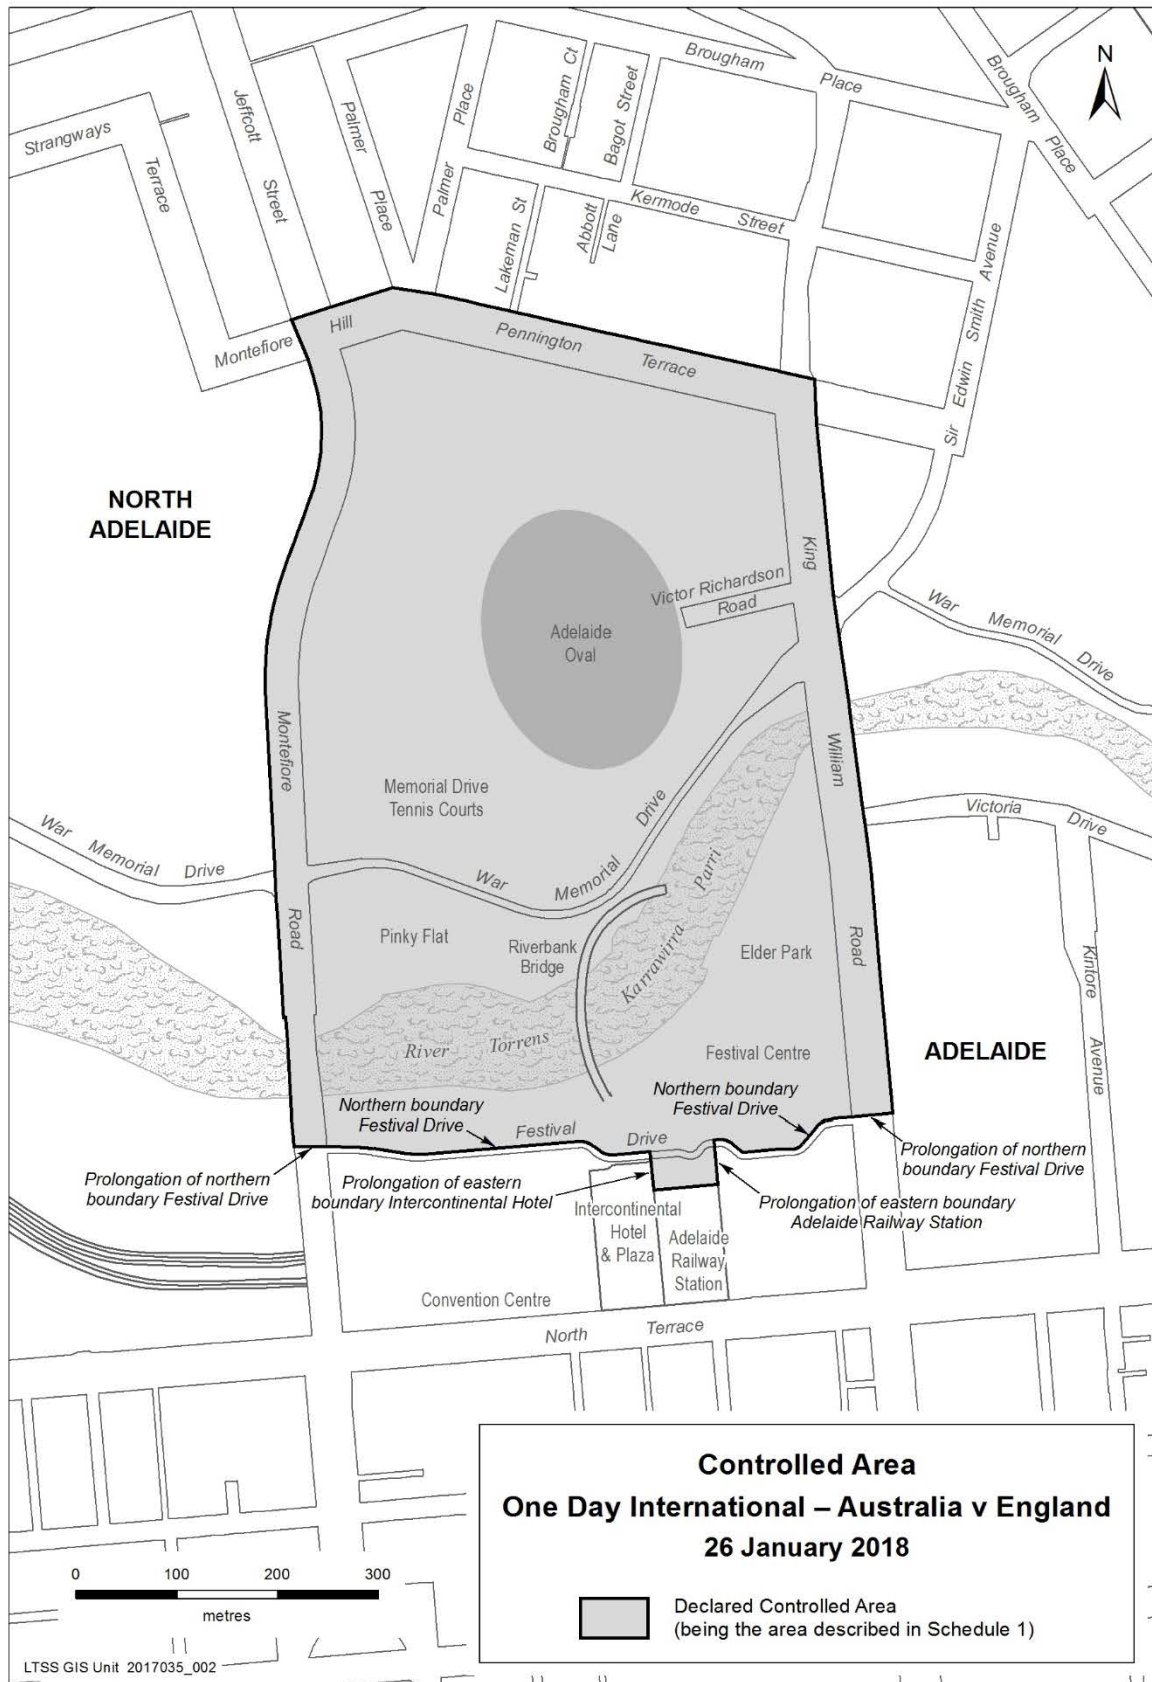 Brougham
Place
Brougham
Place
N
Jeffcott
Street
Palmer
Place
Palmer
Place
Brougham Ct
Bagot Street
Strangways
Terrace
Kermode
Street
Lakeman St
Abbott
Lane
Sir Edwin Smith Avenue
Montefiore
Hill
Pennington
Terrace
NORTH
ADELAIDE
King
William
Road
Victor Richardson
Road
Adelaide
Oval
War Memorial Drive
Montefiore
Road
Memorial Drive
Tennis Courts
War Memorial Drive
War Memorial Drive
Victoria Drive
Pinky Flat
Riverbank
Bridge
Karrawirra Parri
Elder Park
Kintore
Avenue
River Torrens
Festival Centre
ADELAIDE
Northern boundary
Festival Drive
Northern boundary
Festival Drive
Festival Drive
Prolongation of northern
boundary Festival Drive
Prolongation of eastern
boundary Intercontinental Hotel
Prolongation of northern
boundary Festival Drive
Prolongation of eastern boundary
Adelaide Railway Station
Intercontinental
Hotel
& Plaza
Adelaide
Railway
Station
Convention Centre
North Terrace
Controlled Area
One Day International – Australia v England
26 January 2018
Declared Controlled Area
(being the area described in Schedule 1)
0 100 200 300
metres
LTSS GIS Unit 2017035_002